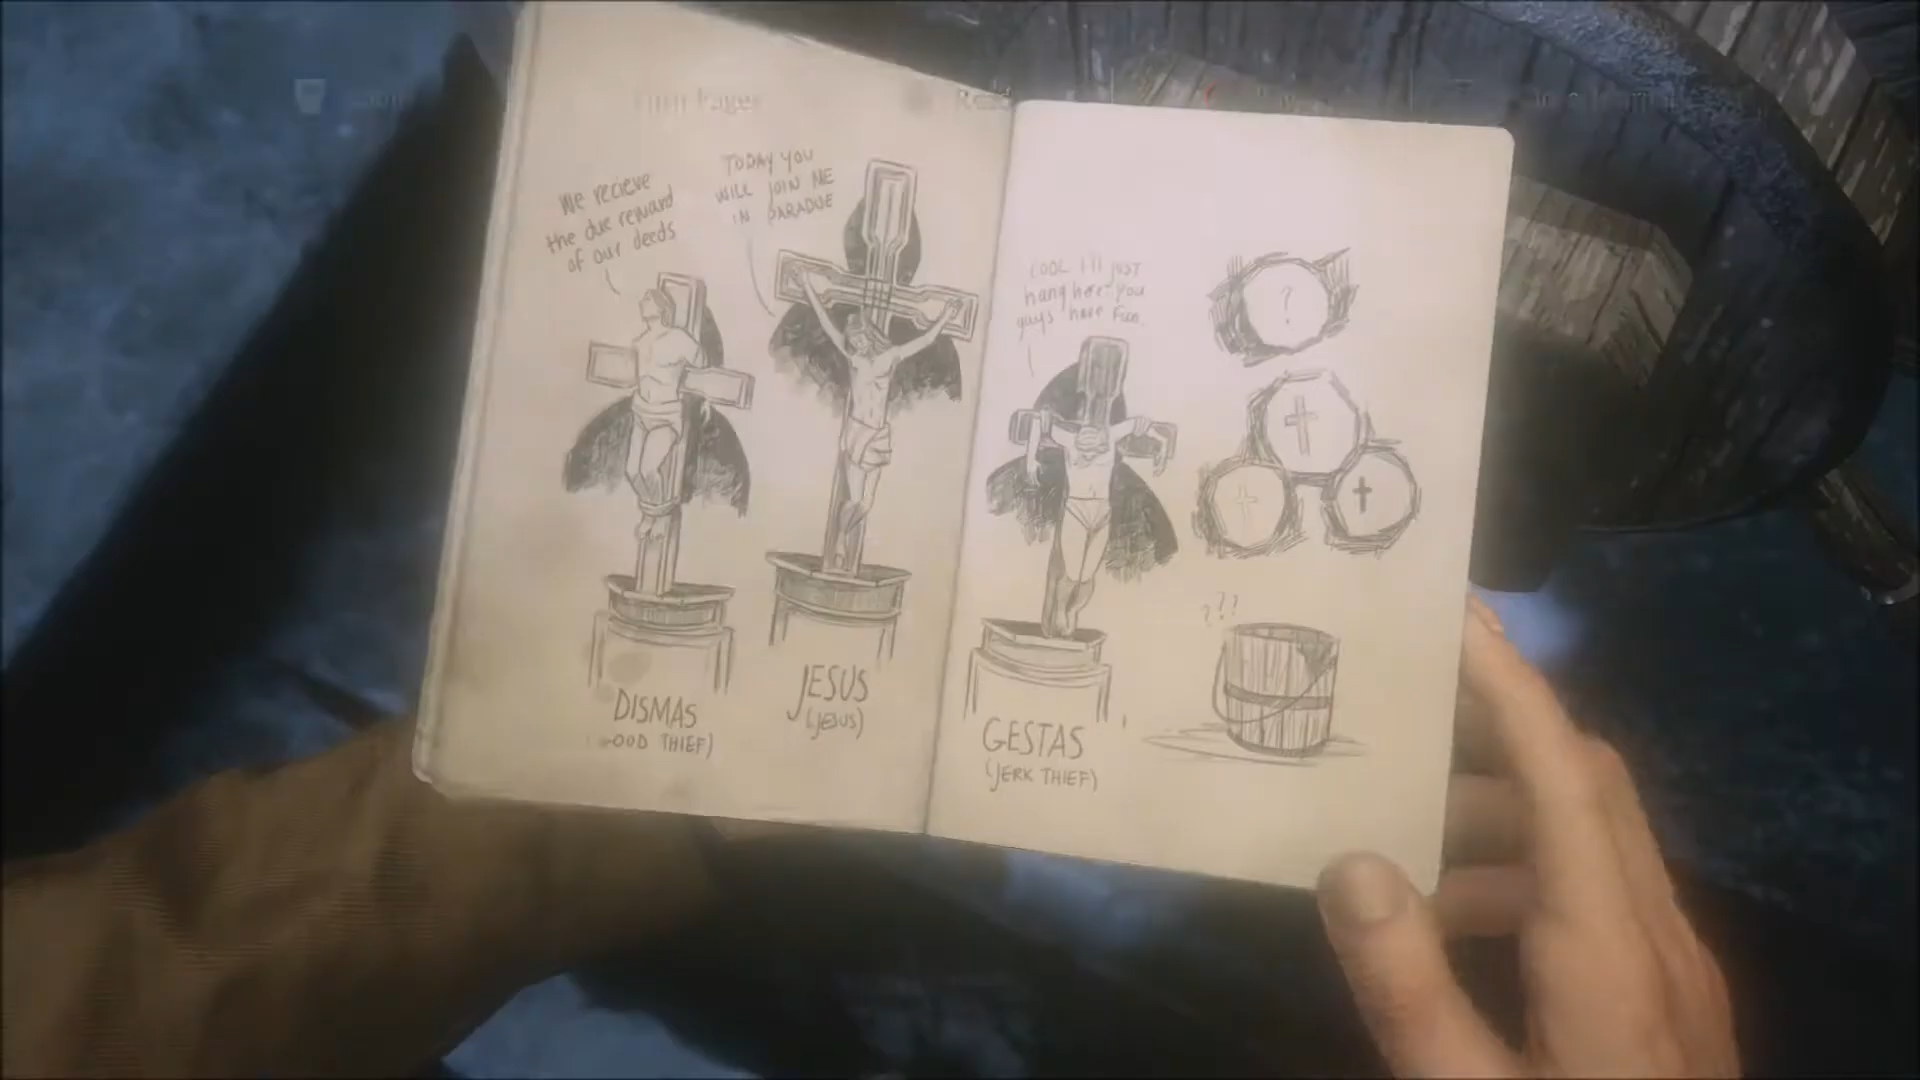 We recieve
the due reward
of our deeds
TODAY YOU
WILL JOIN ME
IN PARADISE
DISMAS
OOD THIEF)
JESUS
(JESUS)
COOL I'll JUST
hang here you
guys have Fun.
GESTAS
(JERK THIEF)
?
???